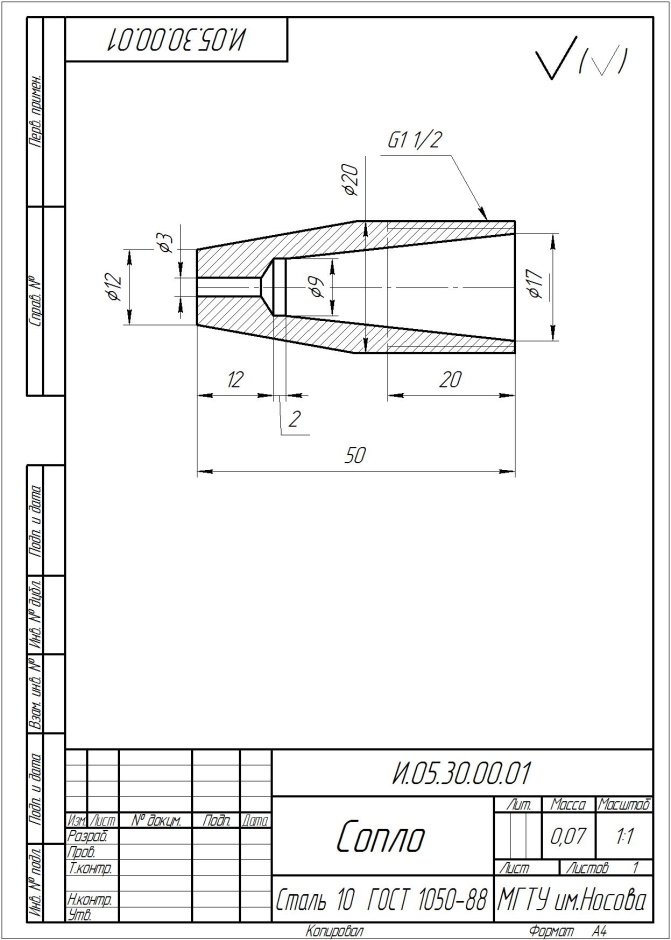 И.05.30.00.01
Перв. примен.
Справ. №
Подп. и дата
Инв. № дубл.
Взам. инв. №
Подп. и дата
Инв. № подл.
√(√)
G1 1/2
⌀20
⌀3
⌀12
⌀9
⌀17
12
2
20
50
И.05.30.00.01
Изм. Лист № докум. Подп. Дата
Разраб.
Пров.
Т.контр.
Н.контр.
Утв.
Сопло
Лит. Масса Масштаб
0,07 1:1
Лист Листов 1
Сталь 10 ГОСТ 1050-88
МГТУ им.Носова
Копировал Формат A4